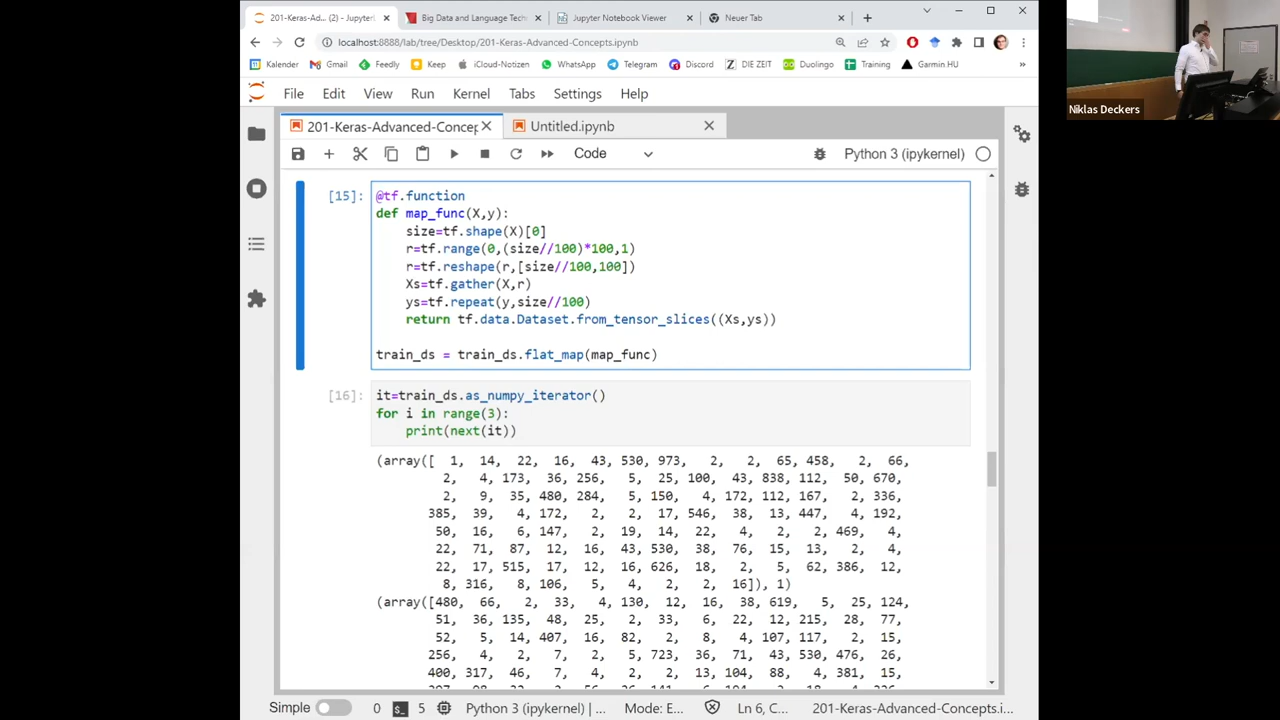 201-Keras-Ad... (2) - Jupyter
Big Data and Language Tech
Jupyter Notebook Viewer
Neuer Tab
localhost:8888/lab/tree/Desktop/201-Keras-Advanced-Concepts.ipynb
Kalender
Gmail
Feedly
Keep
iCloud-Notizen
WhatsApp
Telegram
Discord
DIE ZEIT
Duolingo
Training
Garmin HU
»
Niklas Deckers
File Edit View Run Kernel Tabs Settings Help
201-Keras-Advanced-Concep
Untitled.ipynb
Code
Python 3 (ipykernel)
[15]:
@tf.function
def map_func(X,y):
size=tf.shape(X)[0]
r=tf.range(0,(size//100)*100,1)
r=tf.reshape(r,[size//100,100])
Xs=tf.gather(X,r)
ys=tf.repeat(y,size//100)
return tf.data.Dataset.from_tensor_slices((Xs,ys))
train_ds = train_ds.flat_map(map_func)
[16]:
it=train_ds.as_numpy_iterator()
for i in range(3):
print(next(it))
(array([ 1, 14, 22, 16, 43, 530, 973, 2, 2, 65, 458, 2, 66,
2, 4, 173, 36, 256, 5, 25, 100, 43, 838, 112, 50, 670,
2, 9, 35, 480, 284, 5, 150, 4, 172, 112, 167, 2, 336,
385, 39, 4, 172, 2, 2, 17, 546, 38, 13, 447, 4, 192,
50, 16, 6, 147, 2, 19, 14, 22, 4, 2, 2, 469, 4,
22, 71, 87, 12, 16, 43, 530, 38, 76, 15, 13, 2, 4,
22, 17, 515, 17, 12, 16, 626, 18, 2, 5, 62, 386, 12,
8, 316, 8, 106, 5, 4, 2, 2, 16]), 1)
(array([480, 66, 2, 33, 4, 130, 12, 16, 38, 619, 5, 25, 124,
51, 36, 135, 48, 25, 2, 33, 6, 22, 12, 215, 28, 77,
52, 5, 14, 407, 16, 82, 2, 8, 4, 107, 117, 2, 15,
256, 4, 2, 7, 2, 5, 723, 36, 71, 43, 530, 476, 26,
400, 317, 46, 7, 4, 2, 2, 13, 104, 88, 4, 381, 15,
Simple 0 5 Python 3 (ipykernel) | ... Mode: E... Ln 6, C... 201-Keras-Advanced-Concepts.i...